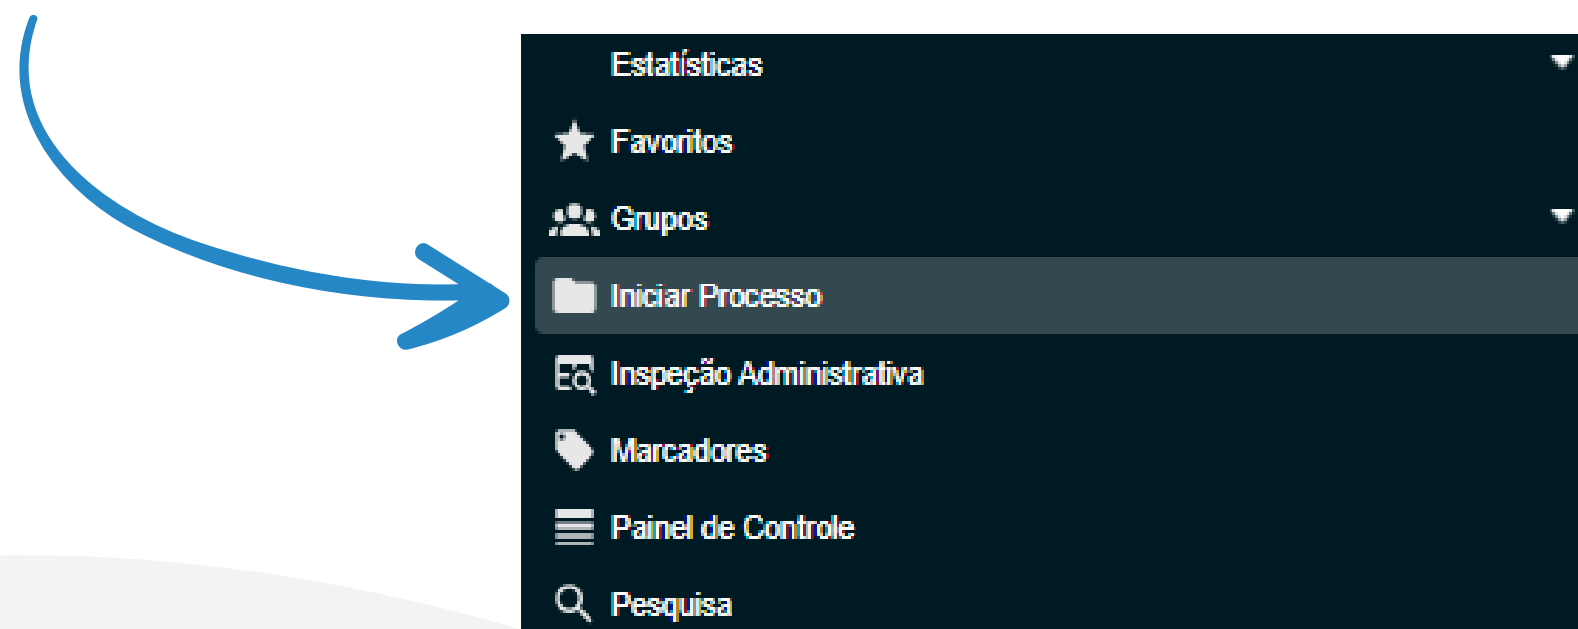 Estatísticas
Favoritos
Grupos
Iniciar Processo
Inspeção Administrativa
Marcadores
Painel de Controle
Pesquisa